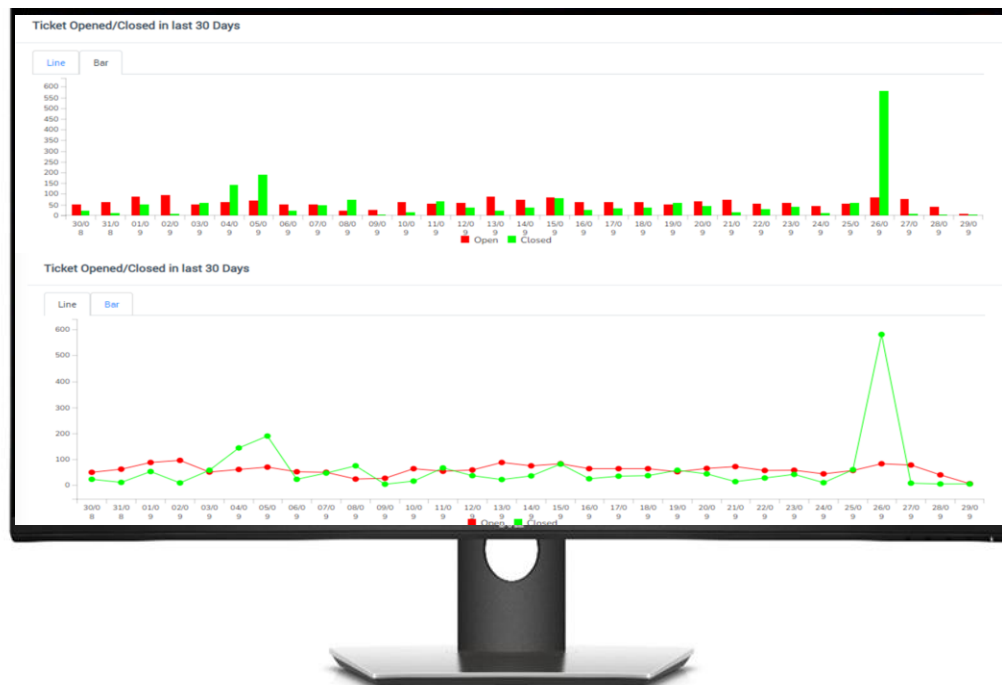 Ticket Opened/Closed in last 30 Days
Line Bar
600
550
500
450
400
350
300
250
200
150
100
50
0
30/0 31/0 01/0 02/0 03/0 04/0 05/0 06/0 07/0 08/0 09/0 10/0 11/0 12/0 13/0 14/0 15/0 16/0 17/0 18/0 19/0 20/0 21/0 22/0 23/0 24/0 25/0 26/0 27/0 28/0 29/0
8 8 9 9 9 9 9 9 9 9 9 9 9 9 9 9 9 9 9 9 9 9 9 9 9 9 9 9 9 9 9
Open Closed
Ticket Opened/Closed in last 30 Days
Line Bar
600
500
400
300
200
100
0
30/0 31/0 01/0 02/0 03/0 04/0 05/0 06/0 07/0 08/0 09/0 10/0 11/0 12/0 13/0 14/0 15/0 16/0 17/0 18/0 19/0 20/0 21/0 22/0 23/0 24/0 25/0 26/0 27/0 28/0 29/0
8 8 9 9 9 9 9 9 9 9 9 9 9 9 9 9 9 9 9 9 9 9 9 9 9 9 9 9 9 9 9
Open Closed